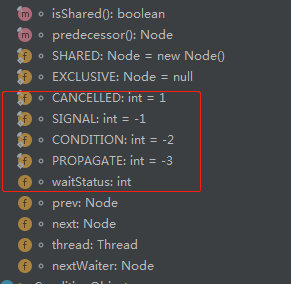 isShared(): boolean
predecessor(): Node
SHARED: Node = new Node()
EXCLUSIVE: Node = null
CANCELLED: int = 1
SIGNAL: int = -1
CONDITION: int = -2
PROPAGATE: int = -3
waitStatus: int
prev: Node
next: Node
thread: Thread
nextWaiter: Node